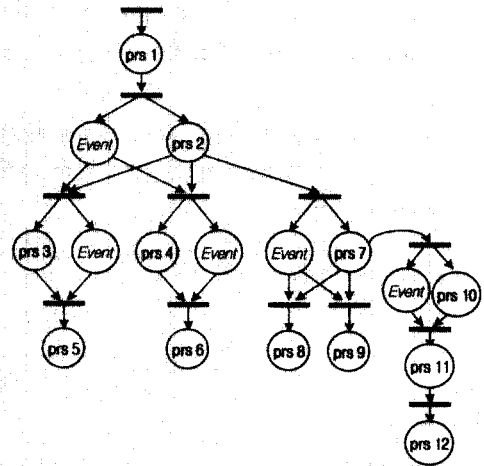 prs 1
Event prs 2
prs 3 Event prs 4 Event Event prs 7
Event prs 10
prs 5 prs 6 prs 8 prs 9
prs 11
prs 12